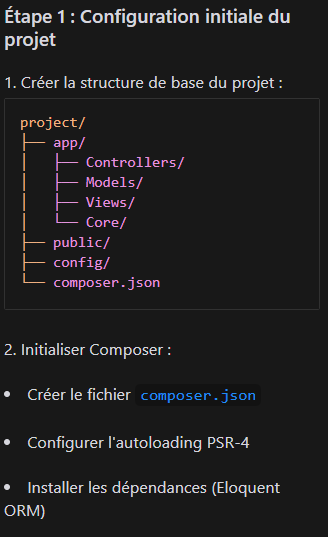 Étape 1 : Configuration initiale du
projet
1. Créer la structure de base du projet :
project/
├── app/
│   ├── Controllers/
│   ├── Models/
│   ├── Views/
│   └── Core/
├── public/
├── config/
└── composer.json
2. Initialiser Composer :
• Créer le fichier composer.json
• Configurer l'autoloading PSR-4
• Installer les dépendances (Eloquent
ORM)